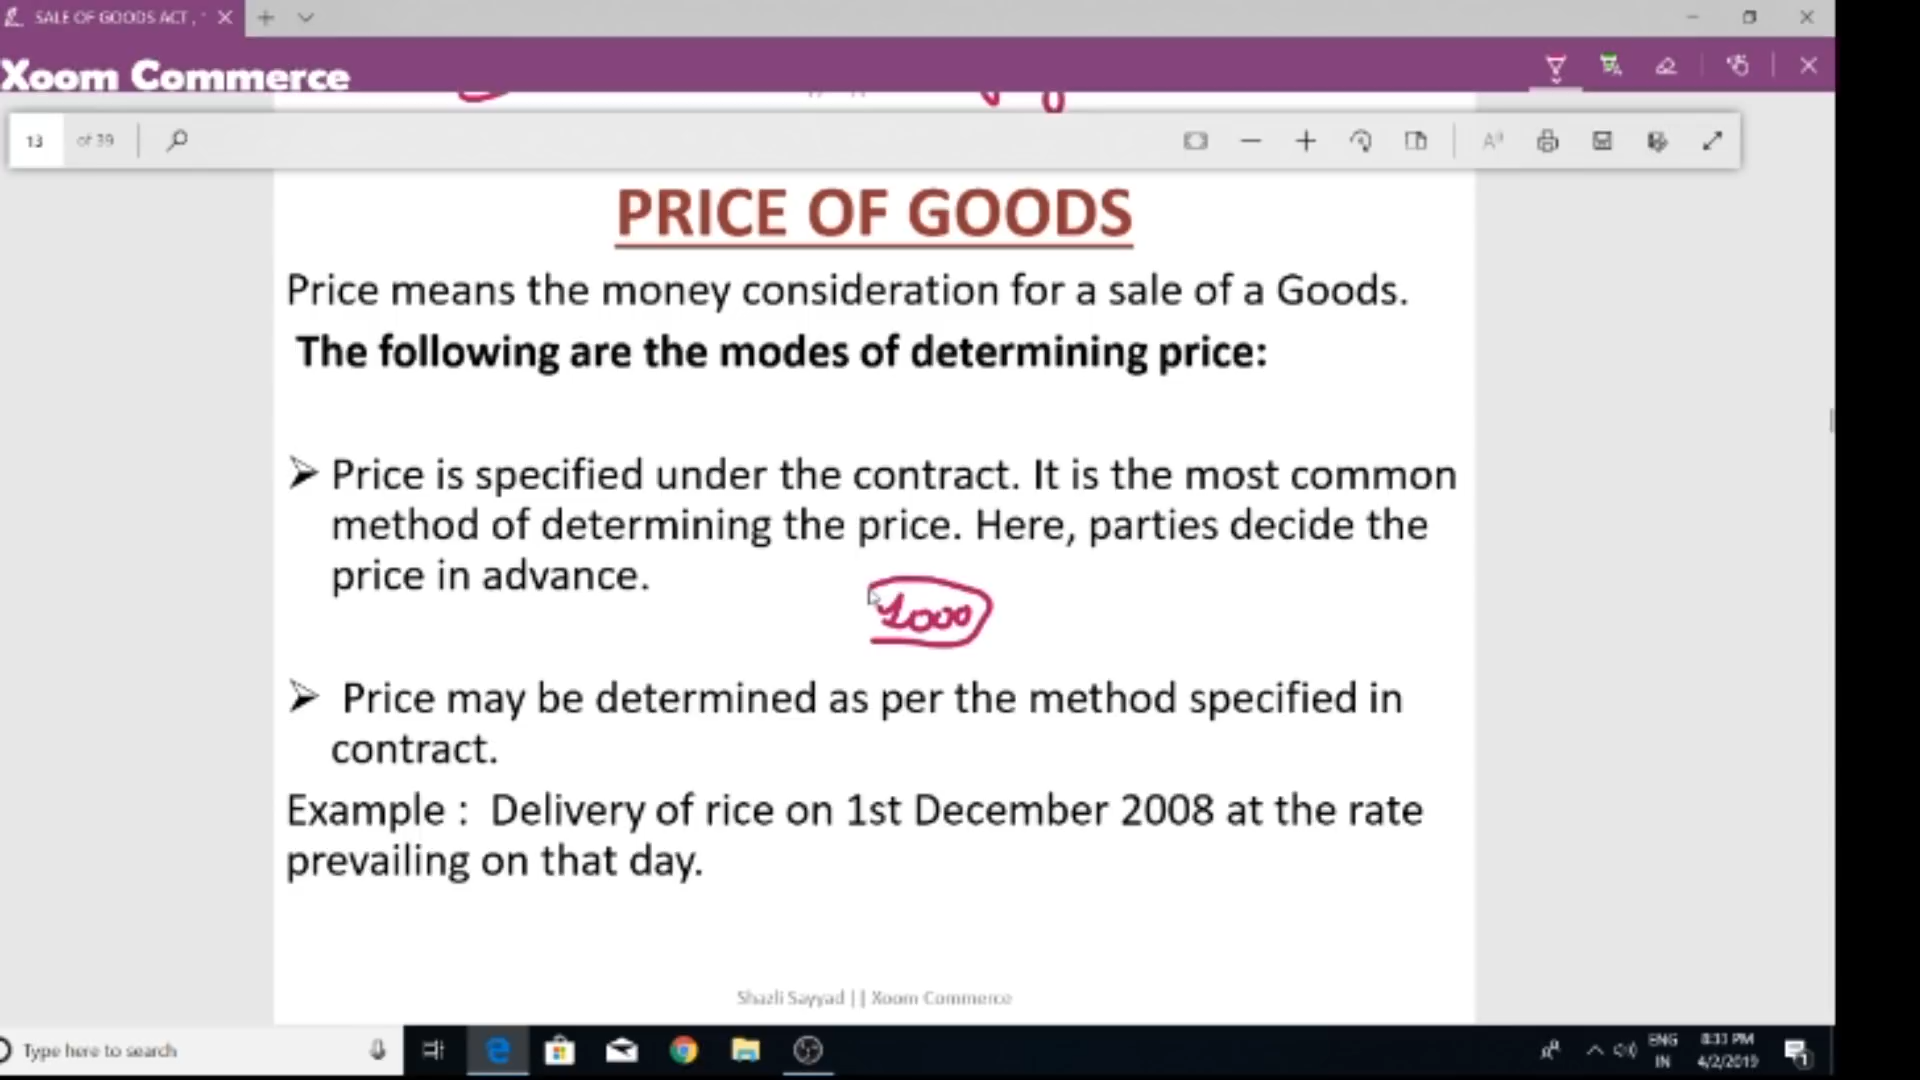 SALE OF GOODS ACT ,
Xoom Commerce
13 of 39
PRICE OF GOODS
Price means the money consideration for a sale of a Goods.
The following are the modes of determining price:
➢ Price is specified under the contract. It is the most common
method of determining the price. Here, parties decide the
price in advance.
1000
➢ Price may be determined as per the method specified in
contract.
Example : Delivery of rice on 1st December 2008 at the rate
prevailing on that day.
Shazli Sayyad || Xoom Commerce
Type here to search
ENG
IN
8:33 PM
4/2/2019